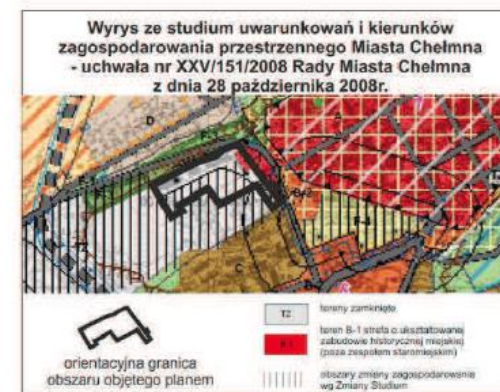 Wyrys ze studium uwarunkowań i kierunków
zagospodarowania przestrzennego Miasta Chełmna
- uchwała nr XXV/151/2008 Rady Miasta Chełmna
z dnia 28 października 2008r.
D
A
C
orientacyjna granica
obszaru objętego planem
TZ
tereny zamknięte
B-1
teren B-1 strefa o ukształtowanej
zabudowie historycznej miejskiej
(poza zespołem staromiejskim)
obszary zmiany zagospodarowania
wg Zmiany Studium